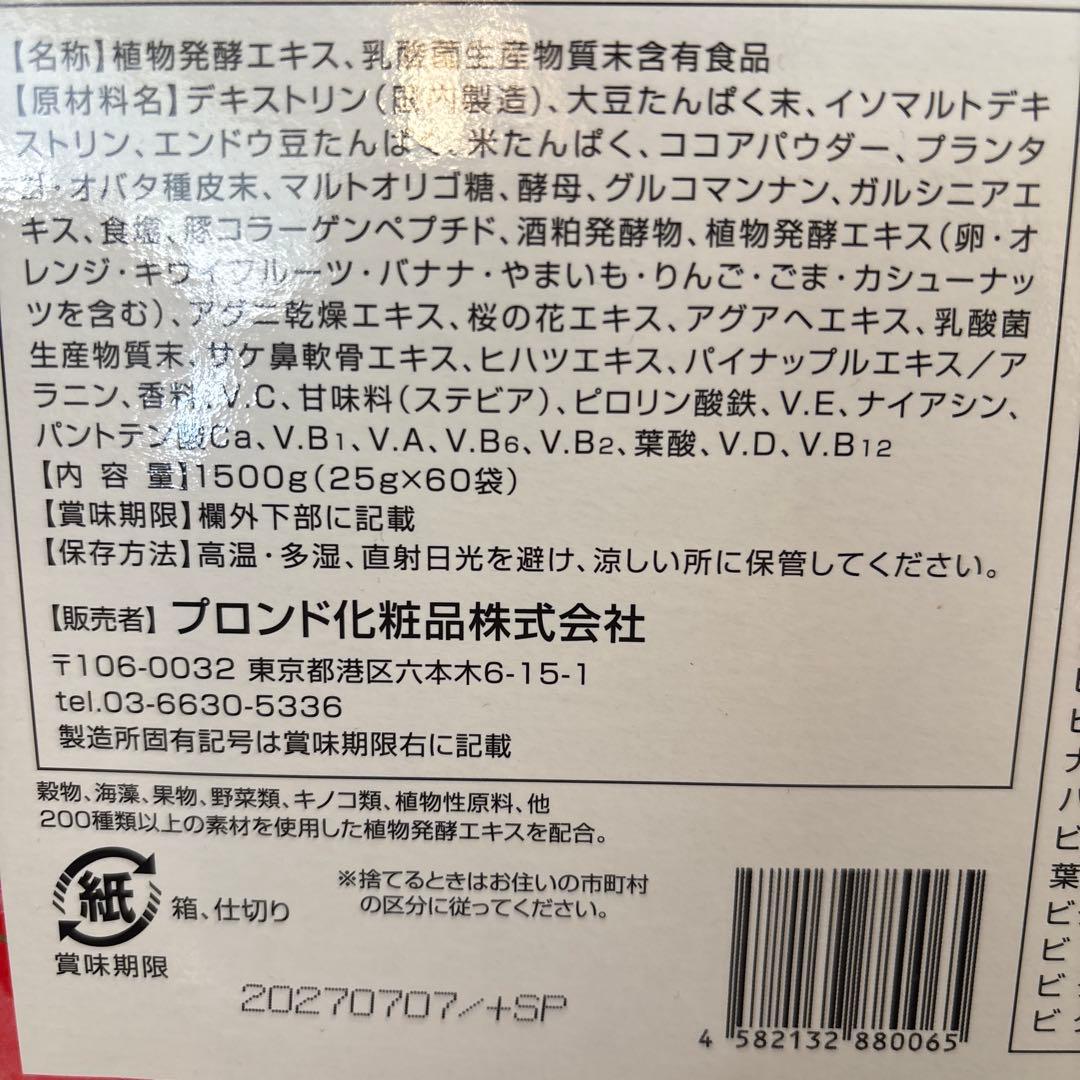 【名称】植物発酵エキス、乳酸菌生産物質末含有食品
【原材料名】デキストリン(国内製造)、大豆たんぱく末、イソマルトデキ
ストリン、エンドウ豆たんぱく、米たんぱく、ココアパウダー、プランタ
ゴ・オバタ種皮末、マルトオリゴ糖、酵母、グルコマンナン、ガルシニアエ
キス、食塩、豚コラーゲンペプチド、酒粕発酵物、植物発酵エキス(卵・オ
レンジ・キウイフルーツ・バナナ・やまいも・りんご・ごま・カシューナッ
ツを含む)、アグニ乾燥エキス、桜の花エキス、アグアヘエキス、乳酸菌
生産物質末、サケ鼻軟骨エキス、ヒハツエキス、パイナップルエキス／ア
ラニン、香料、V.C、甘味料(ステビア)、ピロリン酸鉄、V.E、ナイアシン、
パントテン酸Ca、V.B1、V.A、V.B6、V.B2、葉酸、V.D、V.B12
【内容量】1500g(25g×60袋)
【賞味期限】欄外下部に記載
【保存方法】高温・多湿、直射日光を避け、涼しい所に保管してください。
【販売者】プロンド化粧品株式会社
〒106-0032 東京都港区六本木6-15-1
tel.03-6630-5336
製造所固有記号は賞味期限右に記載
穀物、海藻、果物、野菜類、キノコ類、植物性原料、他
200種類以上の素材を使用した植物発酵エキスを配合。
紙
箱、仕切り
※捨てるときはお住いの市町村
の区分に従ってください。
賞味期限
20270707/+SP
4 582132 880065
葉